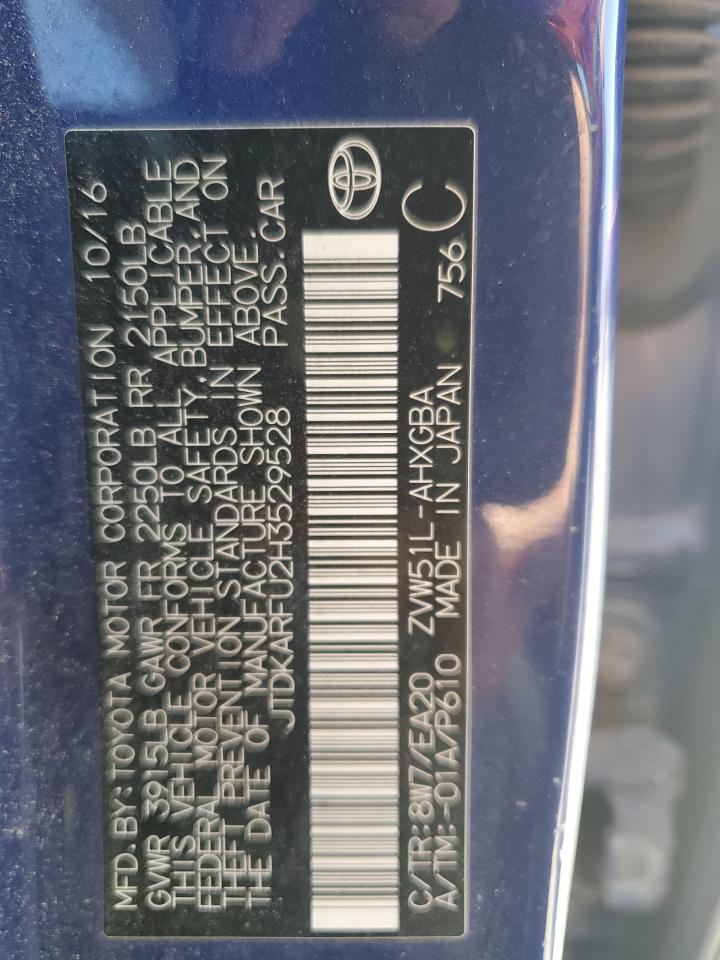 MFD.BY:TOYOTA MOTOR CORPORATION 10/16
GVWR 3915LB GAWR FR 2250LB RR 2150LB
THIS VEHICLE CONFORMS TO ALL APPLICABLE
FEDERAL MOTOR VEHICLE SAFETY,BUMPER,AND
THEFT PREVENTION STANDARDS IN EFFECT ON
THE DATE OF MANUFACTURE SHOWN ABOVE.
JTDKARFU2H3529528 PASS CAR
C/TR:8W7/EA20 ZVW51L-AHXGBA
A/TM:-01A/P610 MADE IN JAPAN 756 C